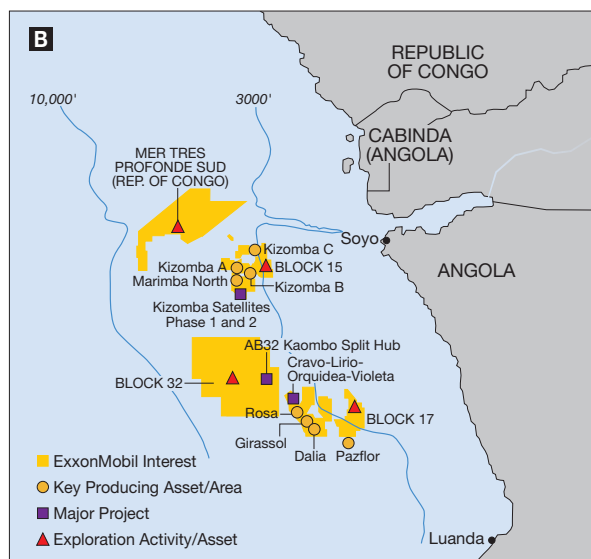 B
REPUBLIC
OF CONGO
10,000'
3000'
CABINDA
(ANGOLA)
MER TRES
PROFONDE SUD
(REP. OF CONGO)
Soyo
Kizomba C
ANGOLA
Kizomba A
BLOCK 15
Marimba North
Kizomba B
Kizomba Satellites
Phase 1 and 2
AB32 Kaombo Split Hub
Cravo-Lirio-
Orquidea-Violeta
BLOCK 32
Rosa
BLOCK 17
Girassol
Dalia
Pazflor
ExxonMobil Interest
Key Producing Asset/Area
Major Project
Exploration Activity/Asset
Luanda